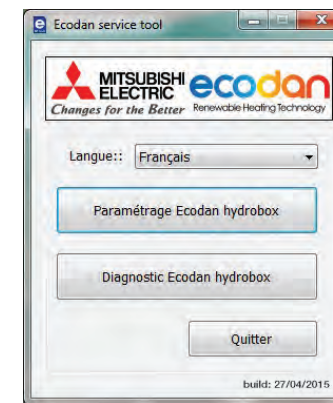 Ecodan service tool
MITSUBISHI
ELECTRIC
Changes for the Better
ecodan
Renewable Heating Technology
Langue:: Français
Paramétrage Ecodan hydrobox
Diagnostic Ecodan hydrobox
Quitter
build: 27/04/2015